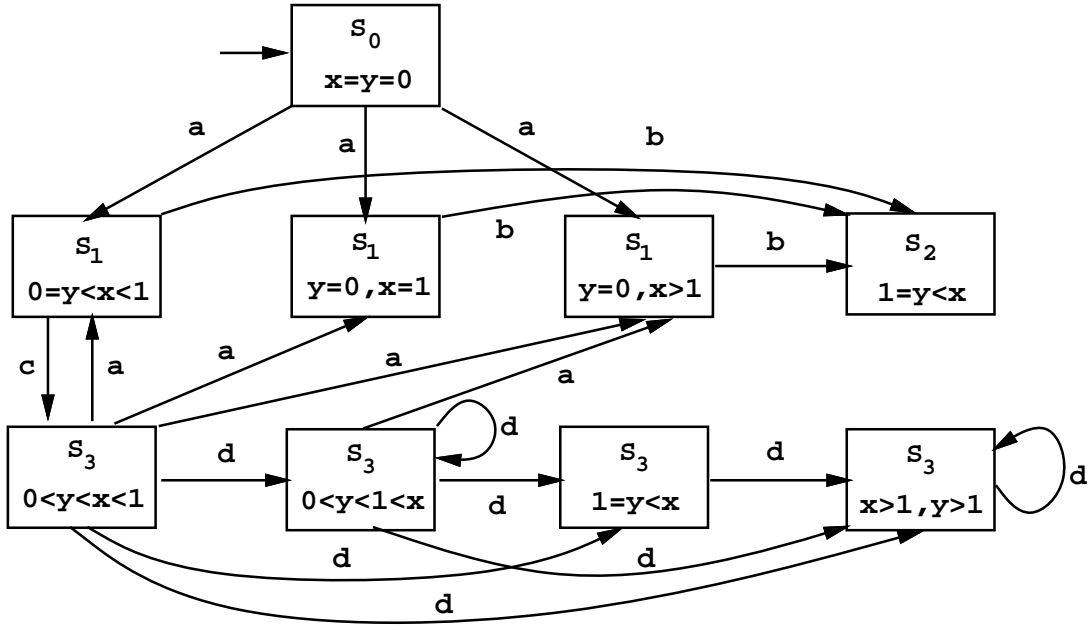 S0
x=y=0
a
a
a
b
S1
0=y<x<1
S1
y=0,x=1
b
S1
y=0,x>1
b
S2
1=y<x
c
a
a
a
a
S3
0<y<x<1
d
S3
0<y<1<x
d
d
S3
1=y<x
d
S3
x>1,y>1
d
d
d
d